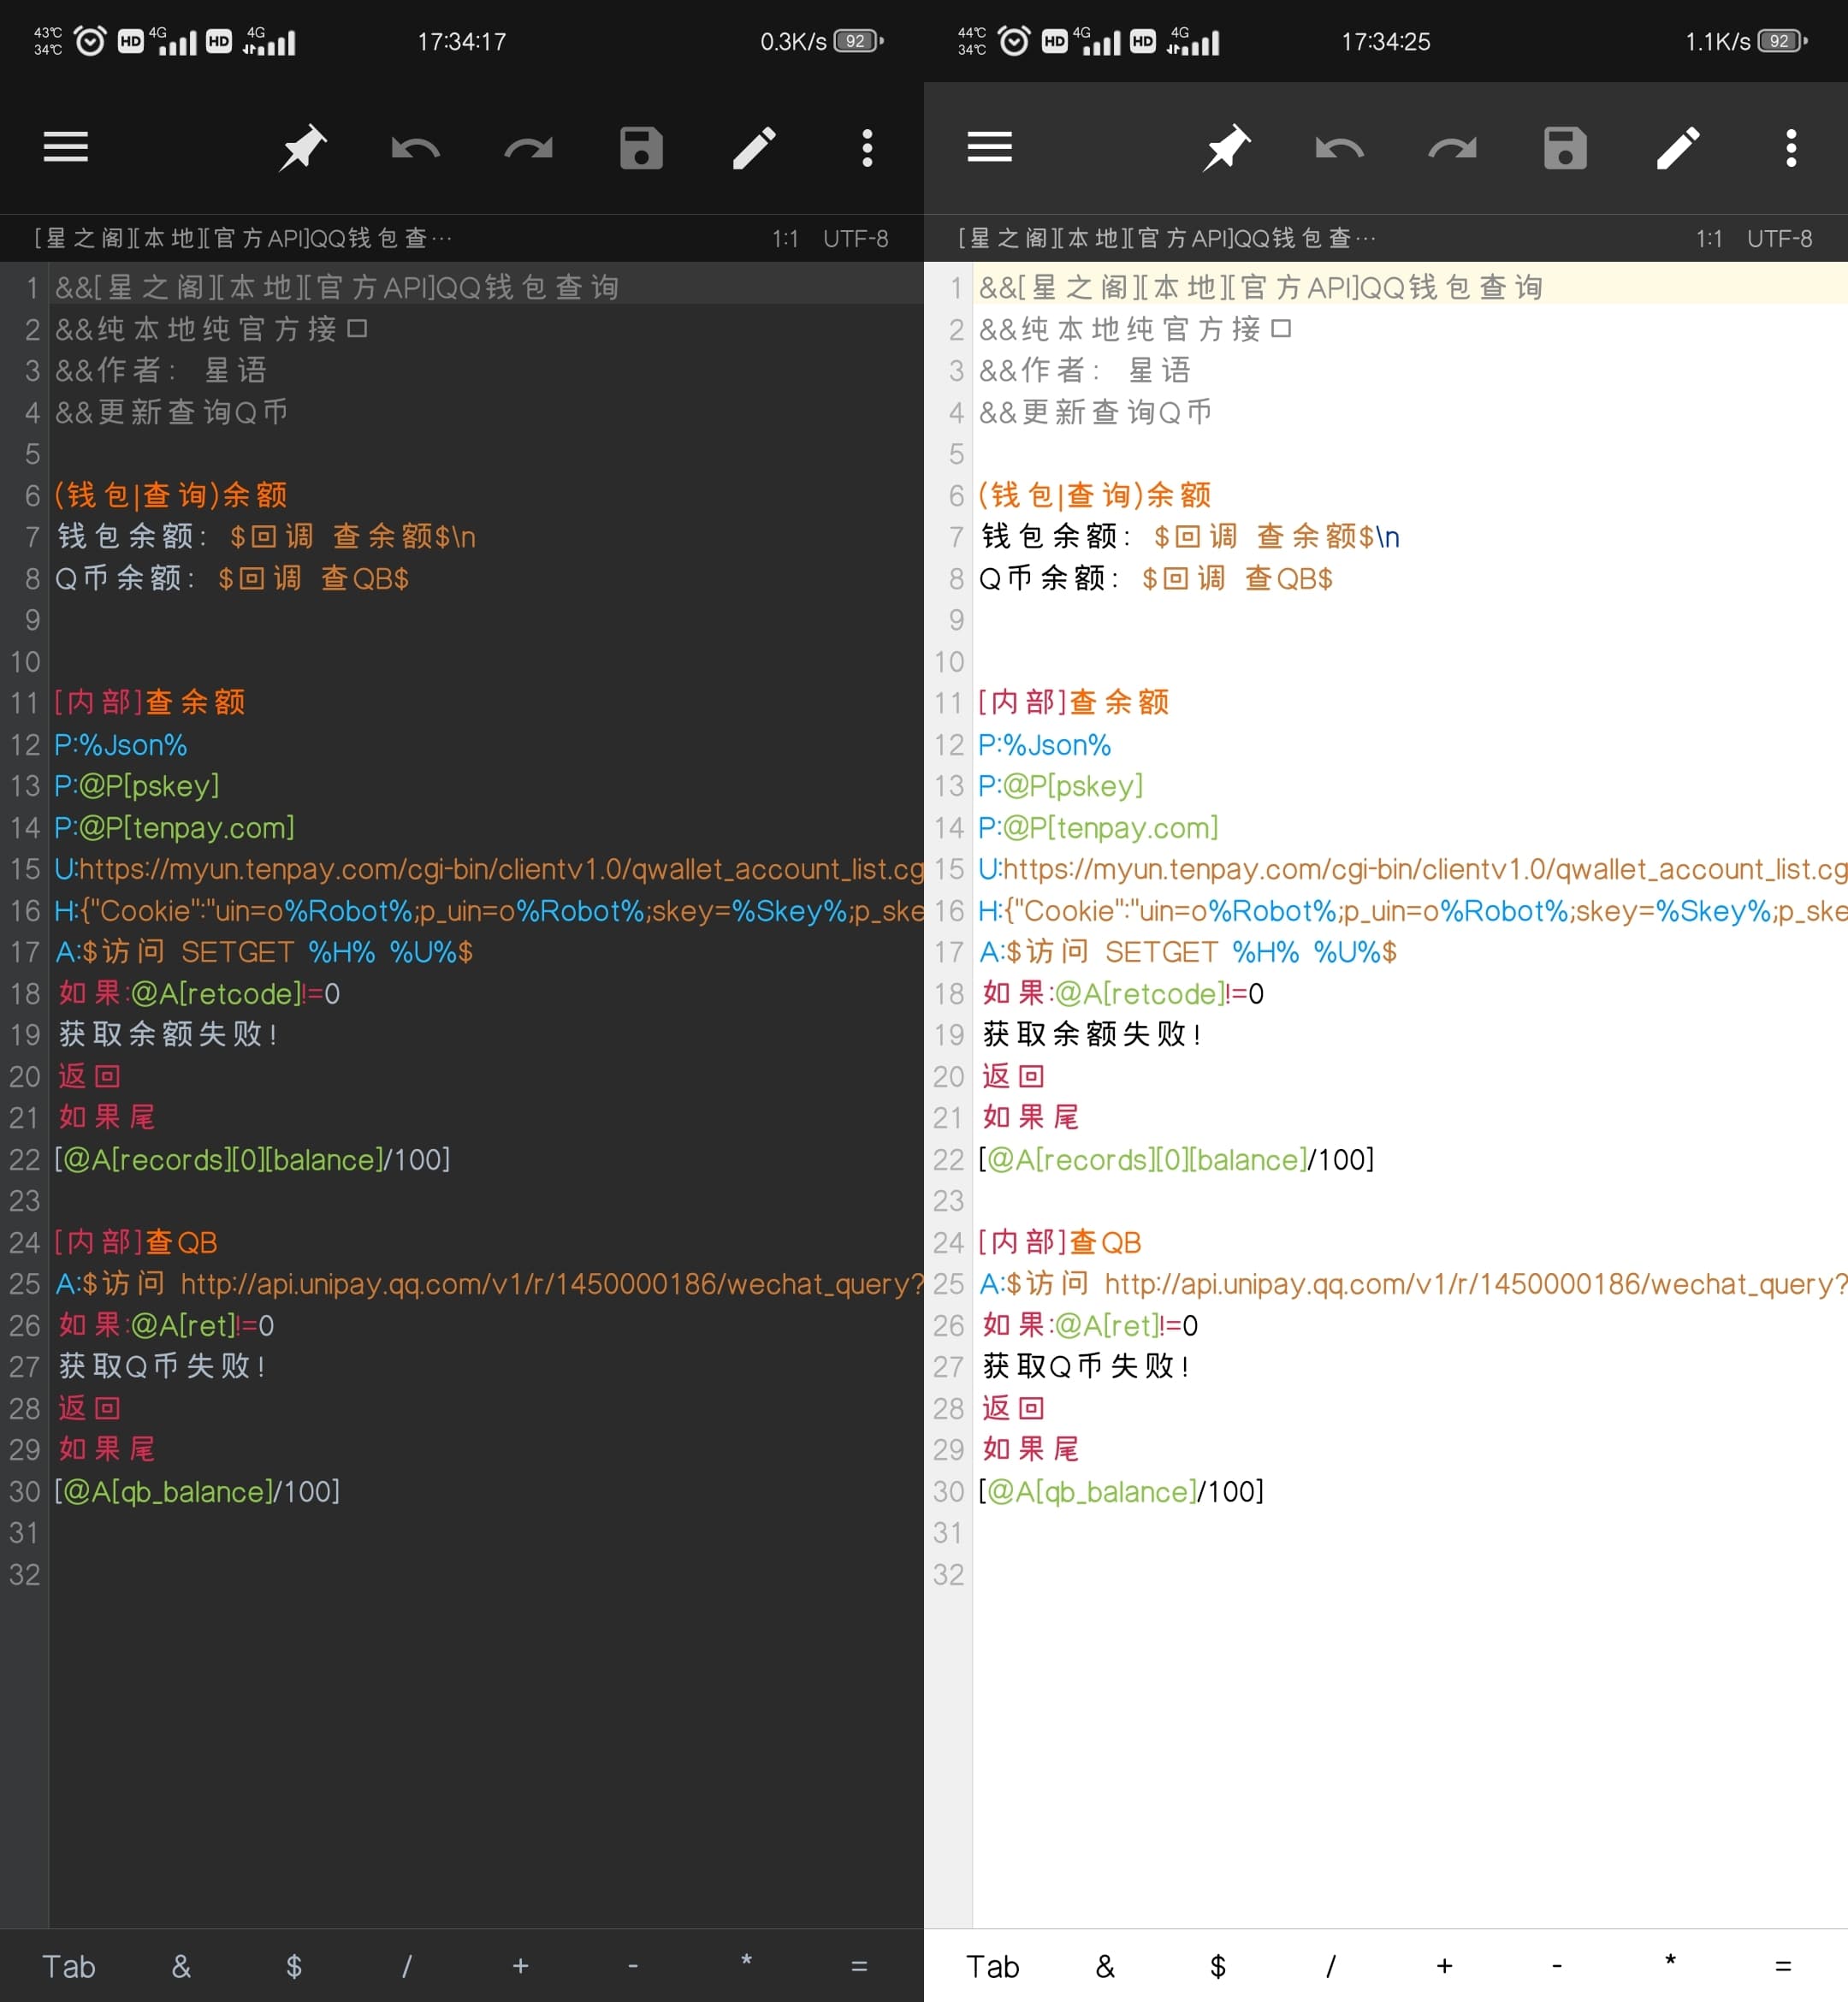 43℃
34℃
HD
4G
HD
4G
17:34:17
0.3K/s
92
[星之阁][本地][官方API]QQ钱包查…
1:1 UTF-8
1 &&[星之阁][本地][官方API]QQ钱包查询
2 &&纯本地纯官方接口
3 &&作者: 星语
4 &&更新查询Q币
5
6 (钱包|查询)余额
7 钱包余额: $回调 查余额$\n
8 Q币余额: $回调 查QB$
9
10
11 [内部]查余额
12 P:%Json%
13 P:@P[pskey]
14 P:@P[tenpay.com]
15 U:https://myun.tenpay.com/cgi-bin/clientv1.0/qwallet_account_list.cg
16 H:{"Cookie":"uin=o%Robot%;p_uin=o%Robot%;skey=%Skey%;p_ske
17 A:$访问 SETGET %H% %U%$
18 如果:@A[retcode]!=0
19 获取余额失败!
20 返回
21 如果尾
22 [@A[records][0][balance]/100]
23
24 [内部]查QB
25 A:$访问 http://api.unipay.qq.com/v1/r/1450000186/wechat_query?
26 如果:@A[ret]!=0
27 获取Q币失败!
28 返回
29 如果尾
30 [@A[qb_balance]/100]
31
32
Tab & $ / + - * =
44℃
34℃
HD
4G
HD
4G
17:34:25
1.1K/s
92
[星之阁][本地][官方API]QQ钱包查…
1:1 UTF-8
1 &&[星之阁][本地][官方API]QQ钱包查询
2 &&纯本地纯官方接口
3 &&作者: 星语
4 &&更新查询Q币
5
6 (钱包|查询)余额
7 钱包余额: $回调 查余额$\n
8 Q币余额: $回调 查QB$
9
10
11 [内部]查余额
12 P:%Json%
13 P:@P[pskey]
14 P:@P[tenpay.com]
15 U:https://myun.tenpay.com/cgi-bin/clientv1.0/qwallet_account_list.cg
16 H:{"Cookie":"uin=o%Robot%;p_uin=o%Robot%;skey=%Skey%;p_ske
17 A:$访问 SETGET %H% %U%$
18 如果:@A[retcode]!=0
19 获取余额失败!
20 返回
21 如果尾
22 [@A[records][0][balance]/100]
23
24 [内部]查QB
25 A:$访问 http://api.unipay.qq.com/v1/r/1450000186/wechat_query?
26 如果:@A[ret]!=0
27 获取Q币失败!
28 返回
29 如果尾
30 [@A[qb_balance]/100]
31
32
Tab & $ / + - * =